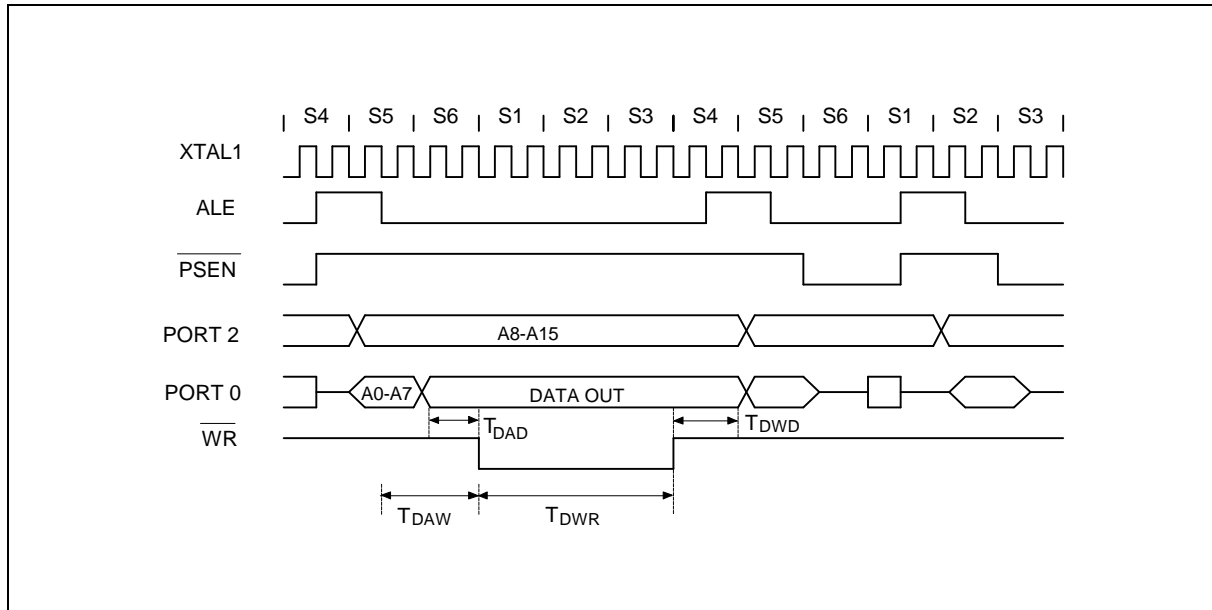 | S4 | S5 | S6 | S1 | S2 | S3 | S4 | S5 | S6 | S1 | S2 | S3 |
XTAL1
ALE
PSEN
PORT 2 A8-A15
PORT 0 A0-A7 DATA OUT
WR TDAD TDWD
TDAW TDWR